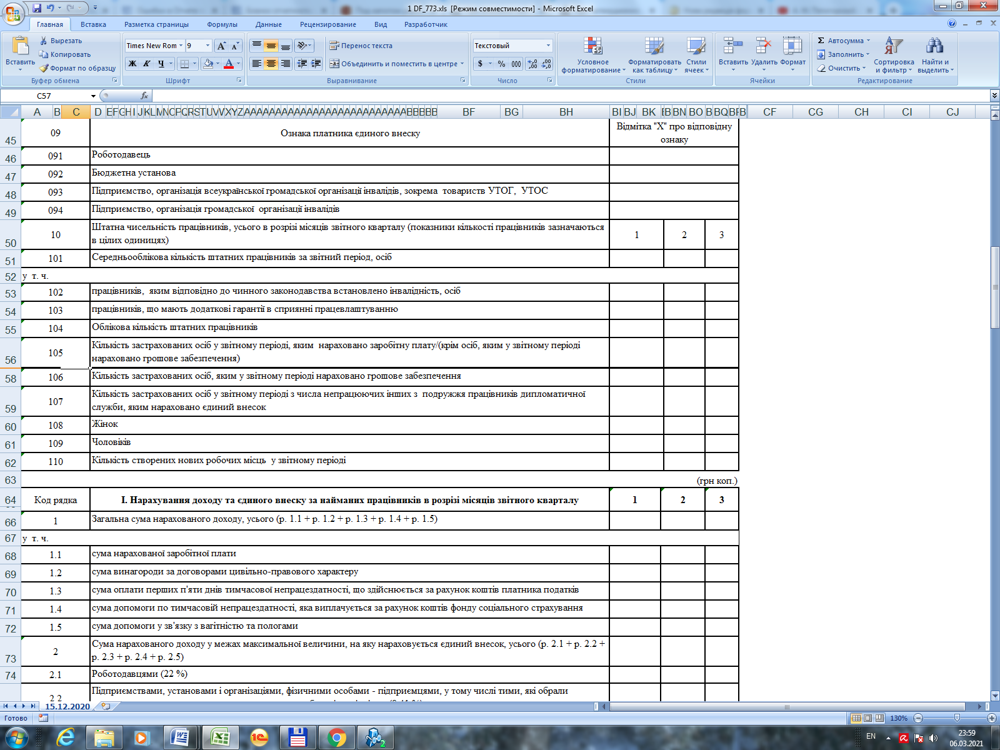 1 DF_773.xls [Режим совместимости] - Microsoft Excel
Главная Вставка Разметка страницы Формулы Данные Рецензирование Вид Разработчик
Вставить
Вырезать
Копировать
Формат по образцу
Буфер обмена
Times New Rom 9
Ж К Ч
Шрифт
Перенос текста
Объединить и поместить в центре
Выравнивание
Текстовый
$ % 000
Число
Условное форматирование
Форматировать как таблицу
Стили ячеек
Стили
Вставить Удалить Формат
Ячейки
Σ Автосумма
Заполнить
Очистить
Сортировка и фильтр
Найти и выделить
Редактирование
C57 fx
A B C D BF BG BH BI BJ BK BN BO BQ CF CG CH CI CJ
45 09 Ознака платника єдиного внеску Відмітка "X" про відповідну ознаку
46 091 Роботодавець
47 092 Бюджетна установа
48 093 Підприємство, організація всеукраїнської громадської організації інвалідів, зокрема товариств УТОГ, УТОС
49 094 Підприємство, організація громадської організації інвалідів
50 10 Штатна чисельність працівників, усього в розрізі місяців звітного кварталу (показники кількості працівників зазначаються
в цілих одиницях) 1 2 3
51 101 Середньооблікова кількість штатних працівників за звітний період, осіб
52 у т. ч.
53 102 працівників, яким відповідно до чинного законодавства встановлено інвалідність, осіб
54 103 працівників, що мають додаткові гарантії в сприянні працевлаштуванню
55 104 Облікова кількість штатних працівників
56 105 Кількість застрахованих осіб у звітному періоді, яким нараховано заробітну плату/(крім осіб, яким у звітному періоді
нараховано грошове забезпечення)
58 106 Кількість застрахованих осіб, яким у звітному періоді нараховано грошове забезпечення
59 107 Кількість застрахованих осіб у звітному періоді з числа непрацюючих інших з подружжя працівників дипломатичної
служби, яким нараховано єдиний внесок
60 108 Жінок
61 109 Чоловіків
62 110 Кількість створених нових робочих місць у звітному періоді
63 (грн коп.)
64 Код рядка І. Нарахування доходу та єдиного внеску за найманих працівників в розрізі місяців звітного кварталу 1 2 3
66 1 Загальна сума нарахованого доходу, усього (р. 1.1 + р. 1.2 + р. 1.3 + р. 1.4 + р. 1.5)
67 у т. ч.
68 1.1 сума нарахованої заробітної плати
69 1.2 сума винагороди за договорами цивільно-правового характеру
70 1.3 сума оплати перших п'яти днів тимчасової непрацездатності, що здійснюється за рахунок коштів платника податків
71 1.4 сума допомоги по тимчасовій непрацездатності, яка виплачується за рахунок коштів фонду соціального страхування
72 1.5 сума допомоги у зв'язку з вагітністю та пологами
73 2 Сума нарахованого доходу у межах максимальної величини, на яку нараховується єдиний внесок, усього (р. 2.1 + р. 2.2 +
р. 2.3 + р. 2.4 + р. 2.5)
74 2.1 Роботодавцями (22 %)
2.2 Підприємствами, установами і організаціями, фізичними особами - підприємцями, у тому числі тими, які обрали
15.12.2020
Готово 130%
EN 23:59
06.03.2021